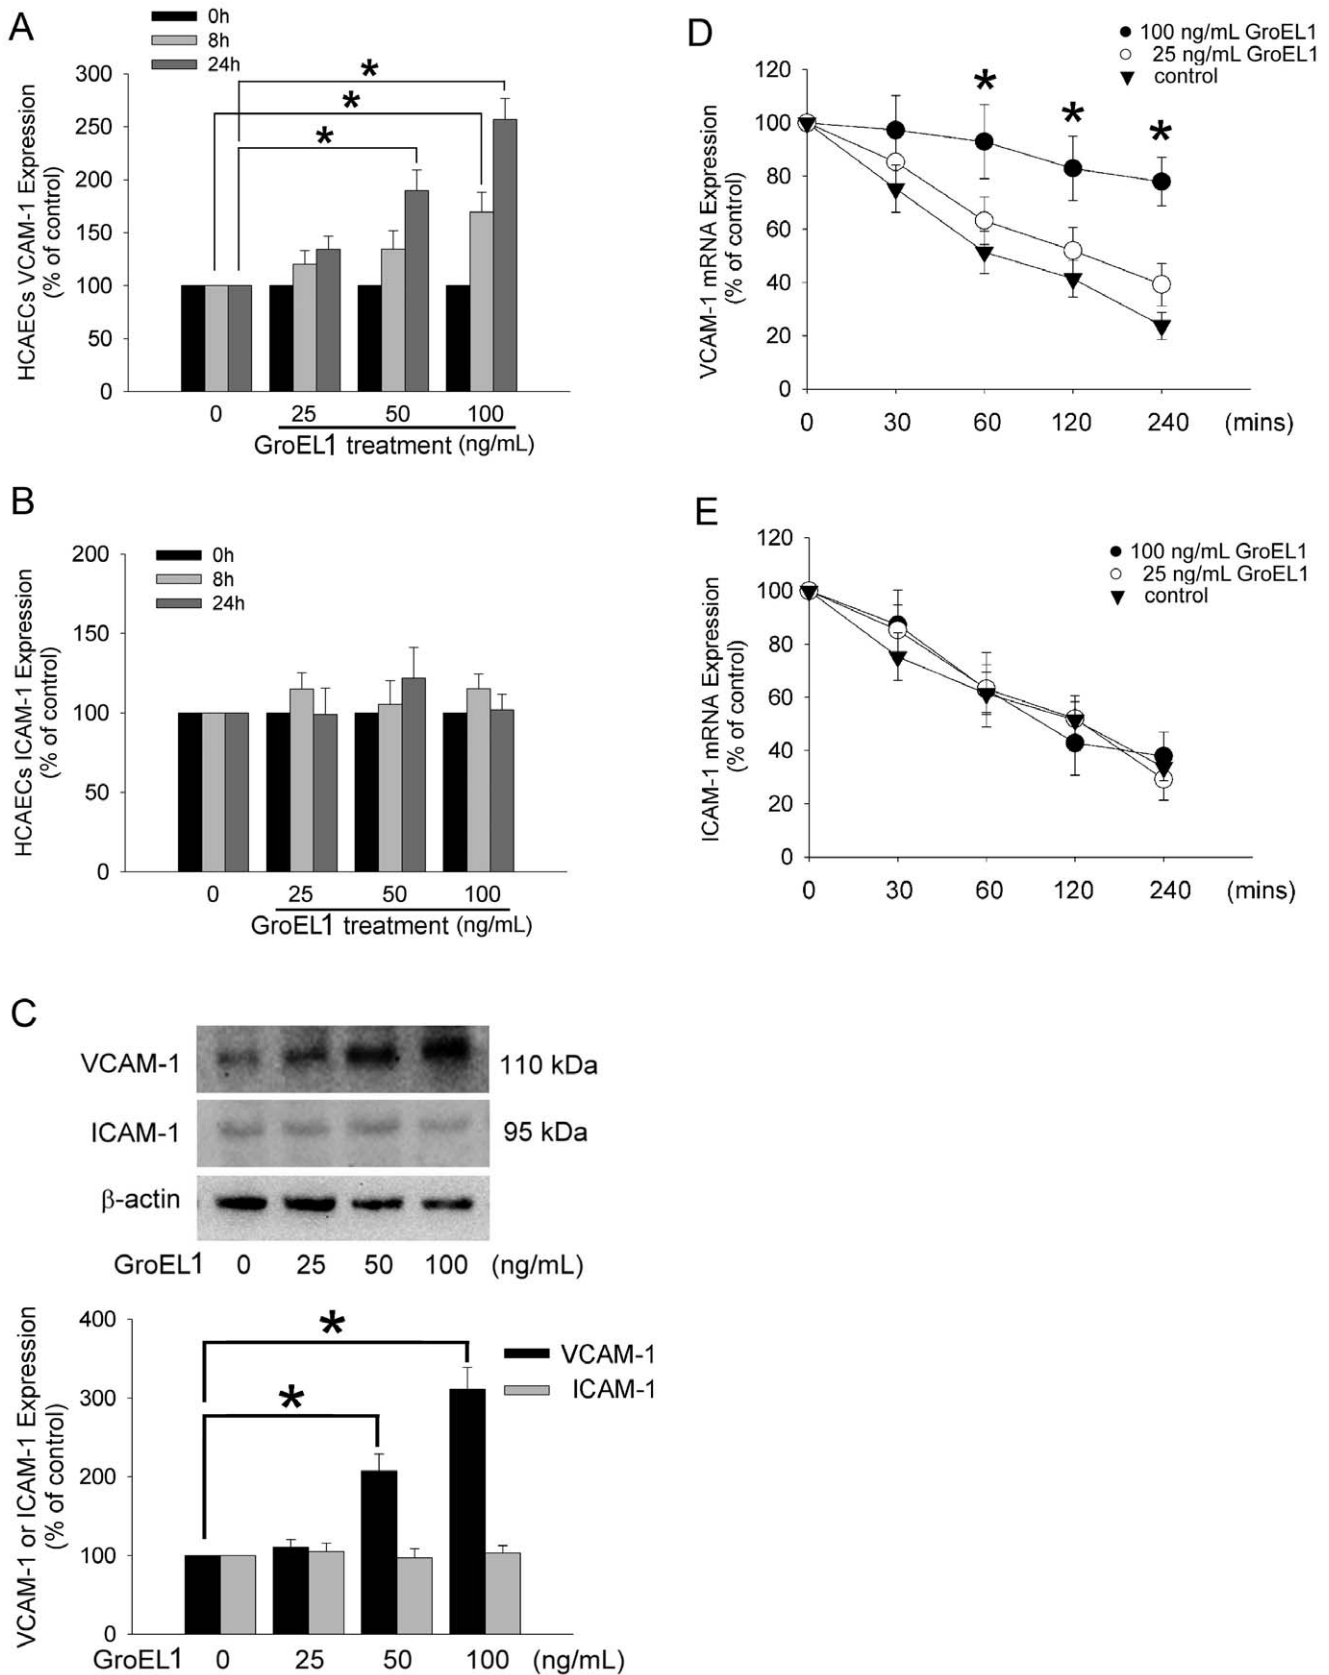 A
0h
8h
24h
HCAECs VCAM-1 Expression
(% of control)
300
250
200
150
100
50
0
*
*
*
0 25 50 100
GroEL1 treatment (ng/mL)
B
0h
8h
24h
HCAECs ICAM-1 Expression
(% of control)
200
150
100
50
0
0 25 50 100
GroEL1 treatment (ng/mL)
C
VCAM-1 110 kDa
ICAM-1 95 kDa
β-actin
GroEL1 0 25 50 100 (ng/mL)
VCAM-1 or ICAM-1 Expression
(% of control)
400
300
200
100
0
*
*
VCAM-1
ICAM-1
GroEL1 0 25 50 100 (ng/mL)
D
100 ng/mL GroEL1
25 ng/mL GroEL1
control
VCAM-1 mRNA Expression
(% of control)
120
100
80
60
40
20
0
* * *
0 30 60 120 240 (mins)
E
100 ng/mL GroEL1
25 ng/mL GroEL1
control
ICAM-1 mRNA Expression
(% of control)
120
100
80
60
40
20
0
0 30 60 120 240 (mins)